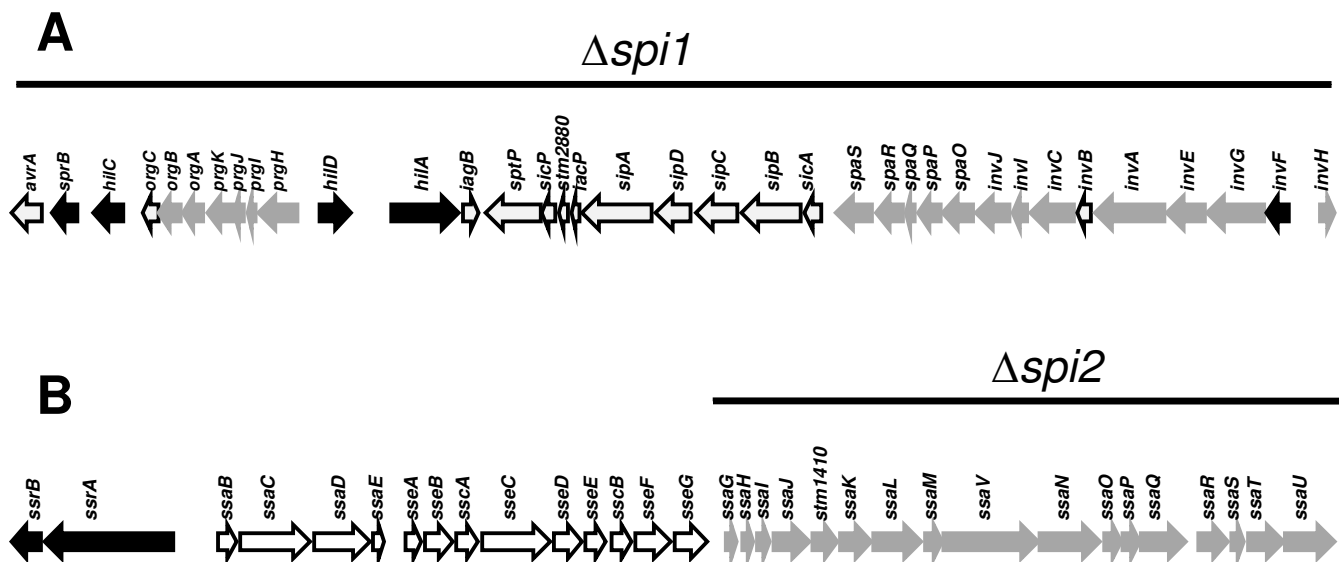 A
Δspi1
avrA sprB hilC orgC orgB orgA prgK prgJ prgI prgH hilD hilA iagB sptP sicP stm2880 iacP sipA sipD sipC sipB sicA spaS spaR spaQ spaP spaO invJ invI invC invB invA invE invG invF invH
Δspi2
B
ssrB ssrA ssaB ssaC ssaD ssaE sseA sseB sscA sseC sseD sseE sscB sseF sseG ssaG ssaH ssaI ssaJ stm1410 ssaK ssaL ssaM ssaV ssaN ssaO ssaP ssaQ ssaR ssaS ssaT ssaU